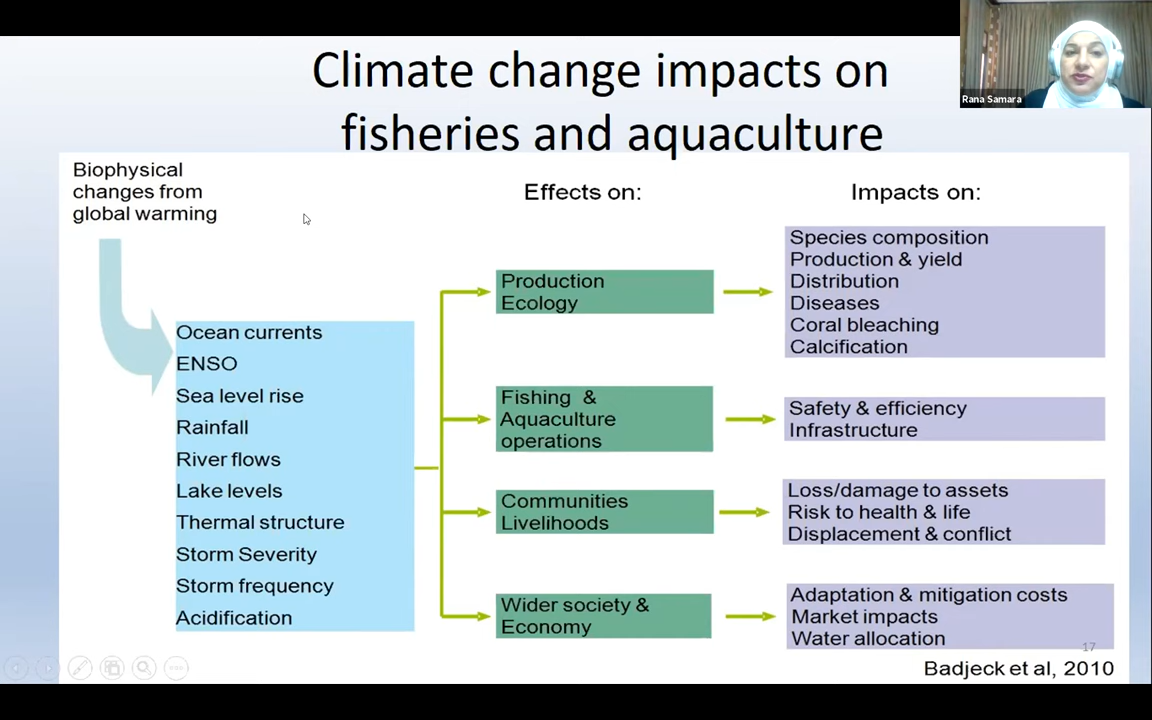 Climate change impacts on
fisheries and aquaculture
Rana Samara
Biophysical
changes from
global warming
Effects on:
Impacts on:
Ocean currents
ENSO
Sea level rise
Rainfall
River flows
Lake levels
Thermal structure
Storm Severity
Storm frequency
Acidification
Production
Ecology
Species composition
Production & yield
Distribution
Diseases
Coral bleaching
Calcification
Fishing &
Aquaculture
operations
Safety & efficiency
Infrastructure
Communities
Livelihoods
Loss/damage to assets
Risk to health & life
Displacement & conflict
Wider society &
Economy
Adaptation & mitigation costs
Market impacts
Water allocation
17
Badjeck et al, 2010